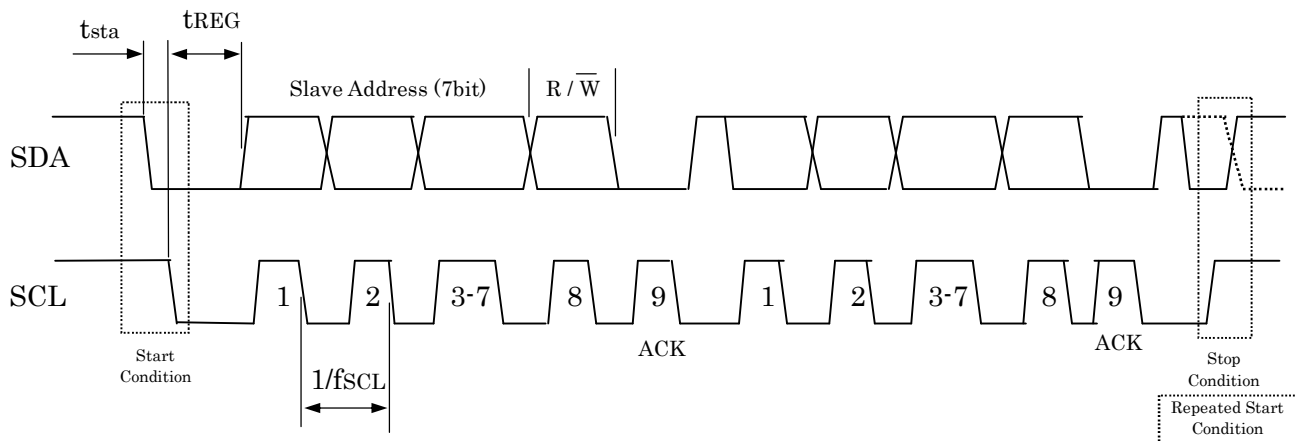 tsta
tREG
Slave Address (7bit)
R / W̅
SDA
SCL
1 2 3-7 8 9 1 2 3-7 8 9
ACK
ACK
Start
Condition
1/fSCL
Stop
Condition
Repeated Start
Condition